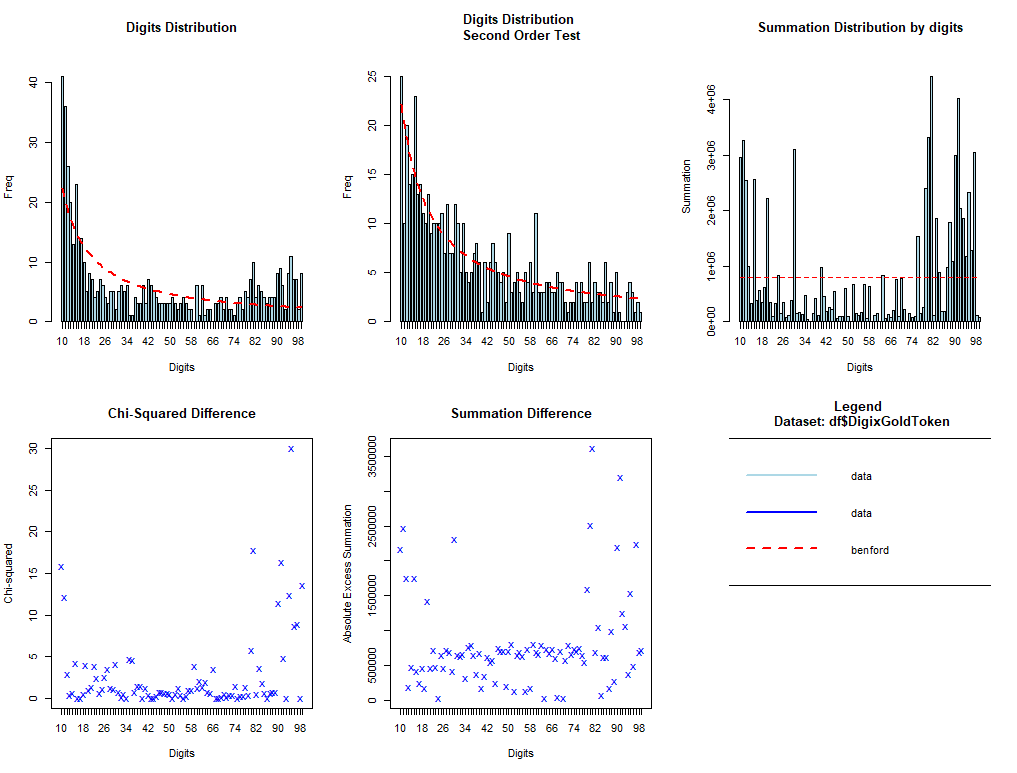 Digits Distribution
Freq
0 10 20 30 40
10 18 26 34 42 50 58 66 74 82 90 98
Digits
Digits Distribution
Second Order Test
Freq
0 5 10 15 20 25
10 18 26 34 42 50 58 66 74 82 90 98
Digits
Summation Distribution by digits
Summation
0e+00 1e+06 2e+06 3e+06 4e+06
10 18 26 34 42 50 58 66 74 82 90 98
Digits
Chi-Squared Difference
Chi-squared
0 5 10 15 20 25 30
10 18 26 34 42 50 58 66 74 82 90 98
Digits
Summation Difference
Absolute Excess Summation
0 500000 1500000 2500000 3500000
10 18 26 34 42 50 58 66 74 82 90 98
Digits
Legend
Dataset: df$DigixGoldToken
data
data
benford